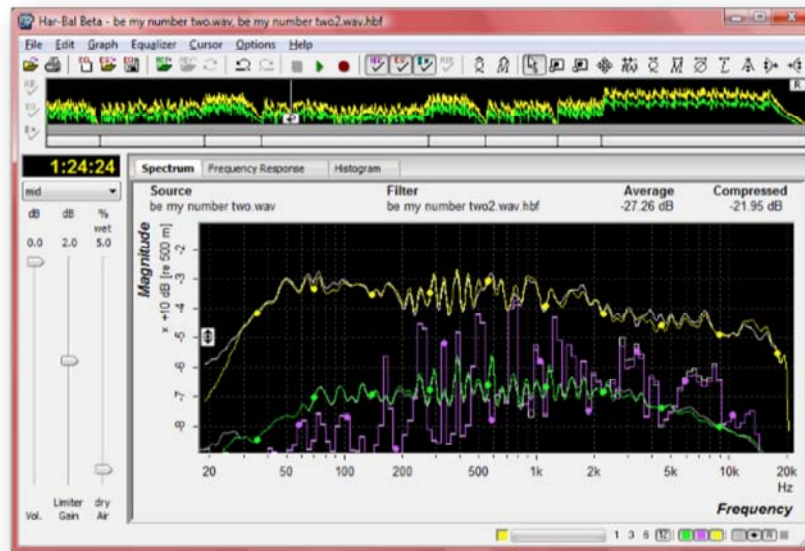 Har-Bal Beta - be my number two.wav, be my number two2.wav.hbf
File Edit Graph Equalizer Cursor Options Help
R
1:24:24
Spectrum Frequency Response Histogram
md
Source Filter Average Compressed
be my number two.wav be my number two2.wav.hbf -27.26 dB -21.95 dB
dB dB %
wet
0.0 2.0 5.0
Magnitude
x +10 dB [re 500 m]
-2
-3
-4
-5
-6
-7
-8
20 50 100 200 500 1k 2k 5k 10k 20k
Hz
Limiter dry
Vol. Gain Air
Frequency
1 3 6 12 R